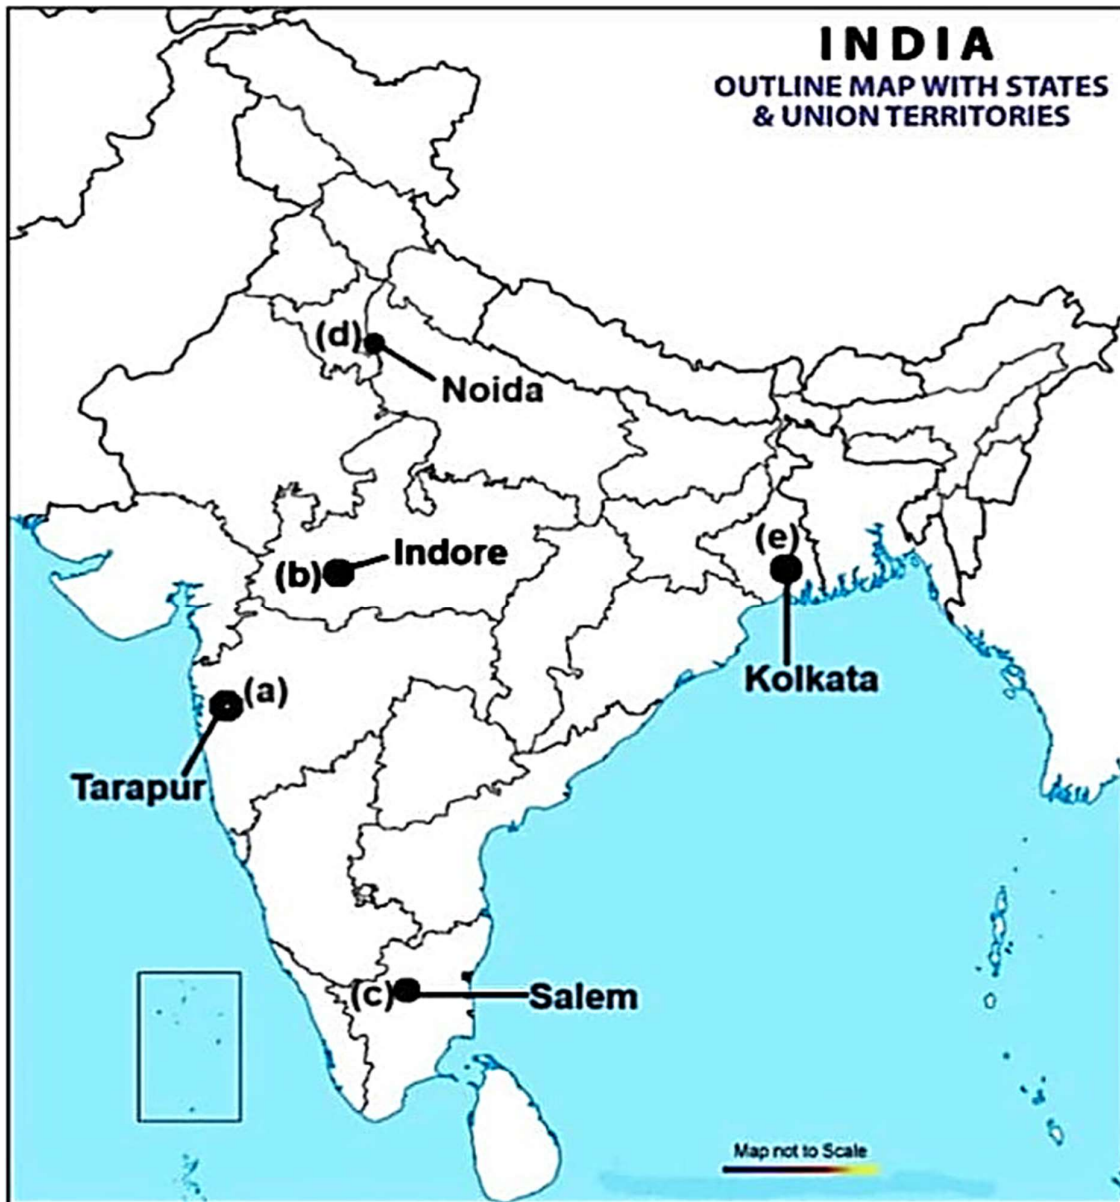 INDIA
OUTLINE MAP WITH STATES
& UNION TERRITORIES
(d)
Noida
(e)
Indore
(b)
Kolkata
(a)
Tarapur
(c)
Salem
Map not to Scale